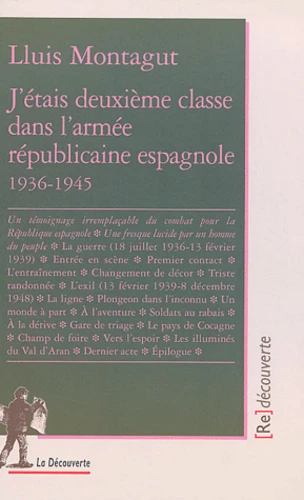 Lluis Montagut
J'étais deuxième classe
dans l'armée
républicaine espagnole
1936-1945
Un témoignage irremplaçable du combat pour la
République espagnole * Une fresque lucide par un homme
du peuple * La guerre (18 juillet 1936-13 février
1939) * Entrée en scène * Premier contact *
L'entraînement * Changement de décor * Triste
randonnée * L'exil (13 février 1939-8 décembre
1948) * La ligne * Plongeon dans l'inconnu * Un
monde à part * À l'aventure * Soldats au rabais * À
la dérive * Gare de triage * Le pays de Cocagne
* Champ de foire * Vers l'espoir * Les illuminés
du Val d'Aran * Dernier acte * Épilogue *
[Re]découverte
La Découverte